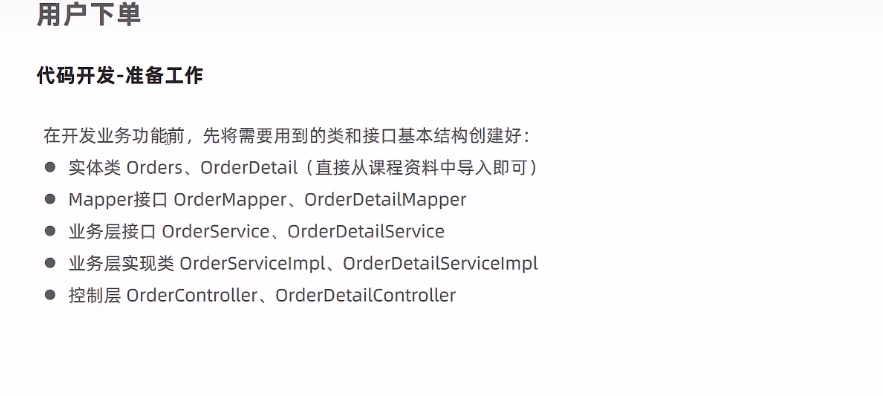 用户下单
代码开发-准备工作
在开发业务功能前，先将需要用到的类和接口基本结构创建好：
● 实体类 Orders、OrderDetail（直接从课程资料中导入即可）
● Mapper接口 OrderMapper、OrderDetailMapper
● 业务层接口 OrderService、OrderDetailService
● 业务层实现类 OrderServiceImpl、OrderDetailServiceImpl
● 控制层 OrderController、OrderDetailController